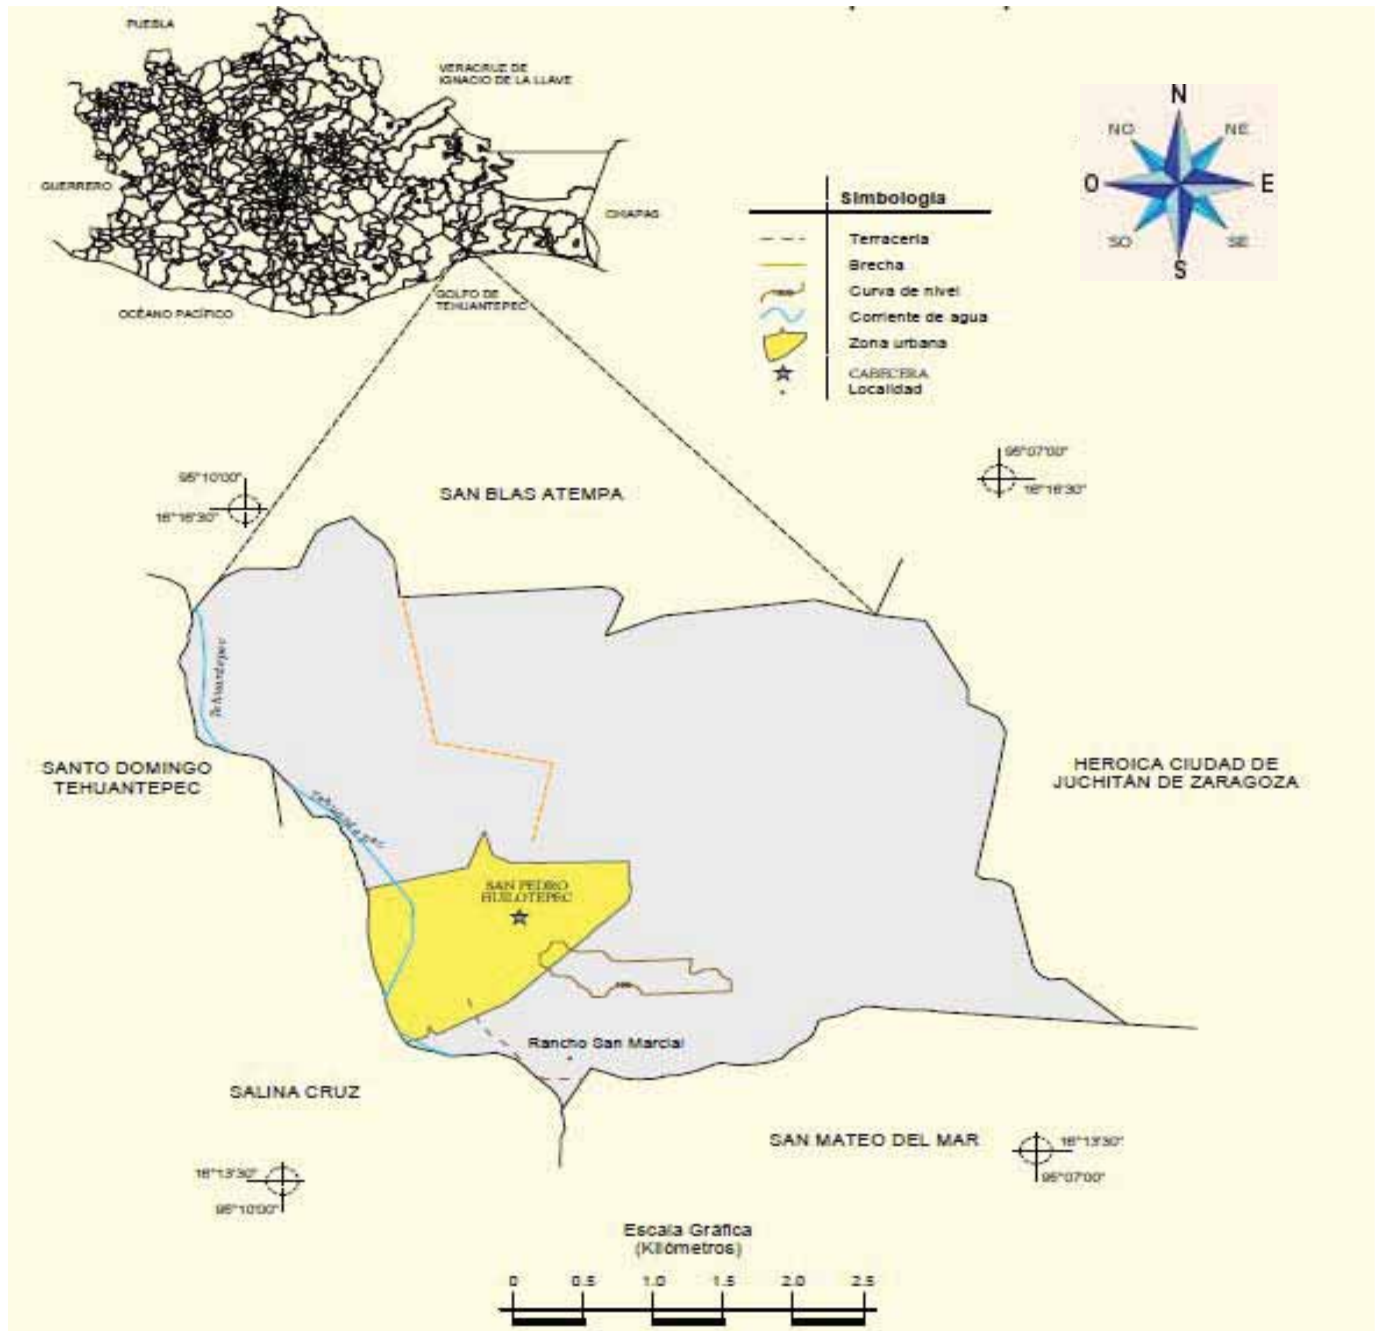 PUEBLA
VERACRUZ DE
IGNACIO DE LA LLAVE
GUERRERO
CHIAPAS
OCÉANO PACÍFICO
GOLFO DE
TEHUANTEPEC
N
NO
NE
O
E
SO
SE
S
Simbología
Terracería
Brecha
Curva de nivel
Corriente de agua
Zona urbana
CABECERA
Localidad
95°10'00"
16°16'30"
95°07'00"
16°16'30"
SAN BLAS ATEMPA
Tehuantepec
SANTO DOMINGO
TEHUANTEPEC
HEROICA CIUDAD DE
JUCHITÁN DE ZARAGOZA
Tehuantepec
SAN PEDRO
HUILOTEPEC
Rancho San Marcial
SALINA CRUZ
SAN MATEO DEL MAR
16°13'30"
95°07'00"
16°13'30"
95°10'00"
Escala Gráfica
(Kilómetros)
0 0.5 1.0 1.5 2.0 2.5